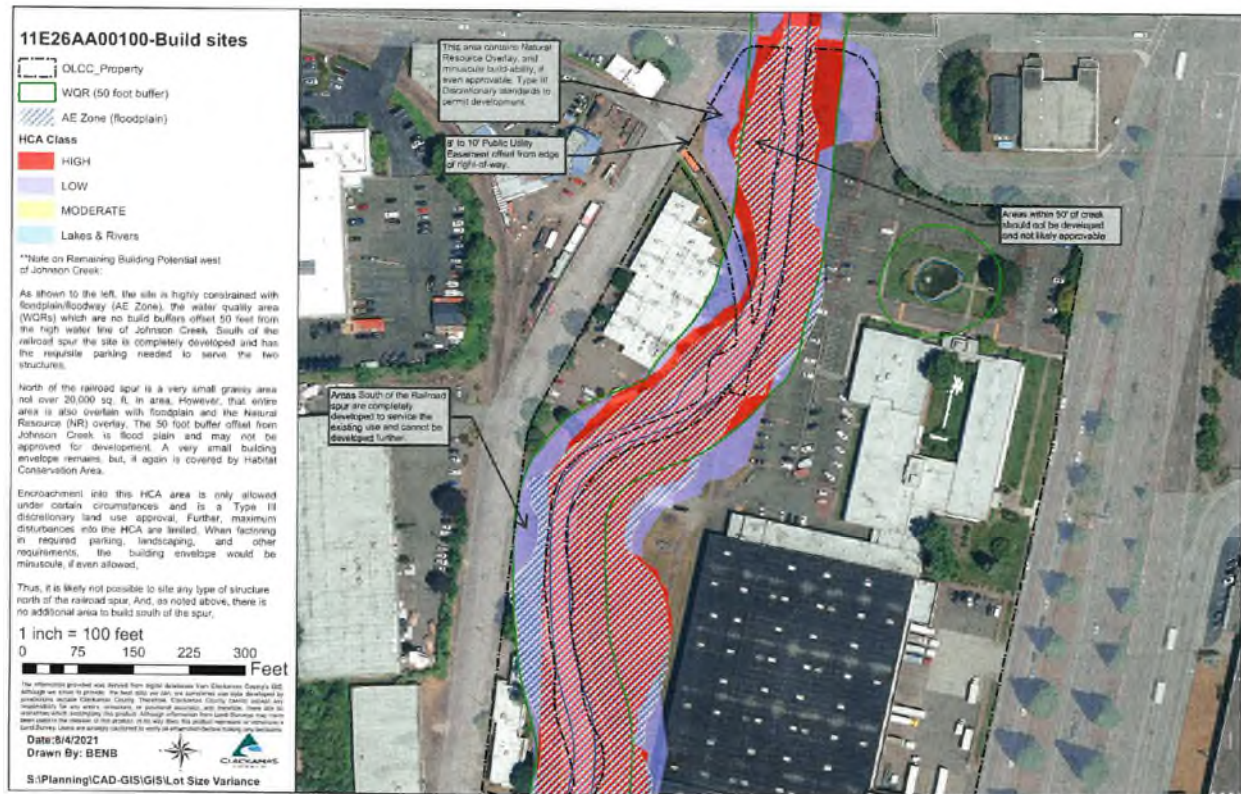 11E26AA00100-Build sites
OLCC_Property
WQR (50 foot buffer)
AE Zone (floodplain)
HCA Class
HIGH
LOW
MODERATE
Lakes & Rivers
**Note on Remaining Building Potential west
of Johnson Creek:
As shown to the left, the site is highly constrained with
floodplain/floodway (AE Zone), the water quality area
(WQRs) which are no build buffers offset 50 feet from
the high water line of Johnson Creek. South of the
railroad spur the site is completely developed and has
the requisite parking needed to serve the two
structures.
North of the railroad spur is a very small grassy area
not over 20,000 sq. ft. in area. However, that entire
area is also overlain with floodplain and the Natural
Resource (NR) overlay. The 50 foot buffer offset from
Johnson Creek is flood plain and may not be
approved for development. A very small building
envelope remains, but, it again is covered by Habitat
Conservation Area.
Encroachment into this HCA area is only allowed
under certain circumstances and is a Type III
discretionary land use approval. Further, maximum
disturbances into the HCA are limited. When factoring
in required parking, landscaping, and other
requirements, the building envelope would be
minuscule, if even allowed.
Thus, it is likely not possible to site any type of structure
north of the railroad spur. And, as noted above, there is
no additional area to build south of the spur.
1 inch = 100 feet
0 75 150 225 300
Feet
The information provided was derived from digital databases from Clackamas County's GIS.
Date:8/4/2021
Drawn By: BENB
CLACKAMAS
COUNTY
S:\Planning\CAD-GIS\GIS\Lot Size Variance
This area contains Natural
Resource Overlay, and
minuscule build-ability, if
even approvable, Type III
Discretionary standards to
permit development.
8' to 10' Public Utility
Easement offset from edge
of right-of-way.
Areas within 50' of creek
should not be developed
and not likely approvable
Areas South of the Railroad
spur are completely
developed to service the
existing use and cannot be
developed further.